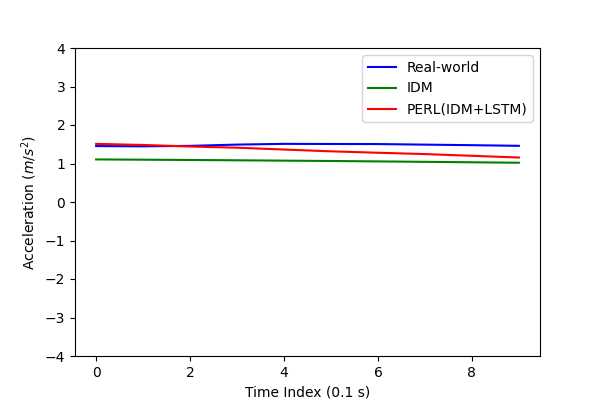 Real-world
IDM
PERL(IDM+LSTM)
4
3
2
1
0
−1
−2
−3
−4
Acceleration (m/s²)
0 2 4 6 8
Time Index (0.1 s)